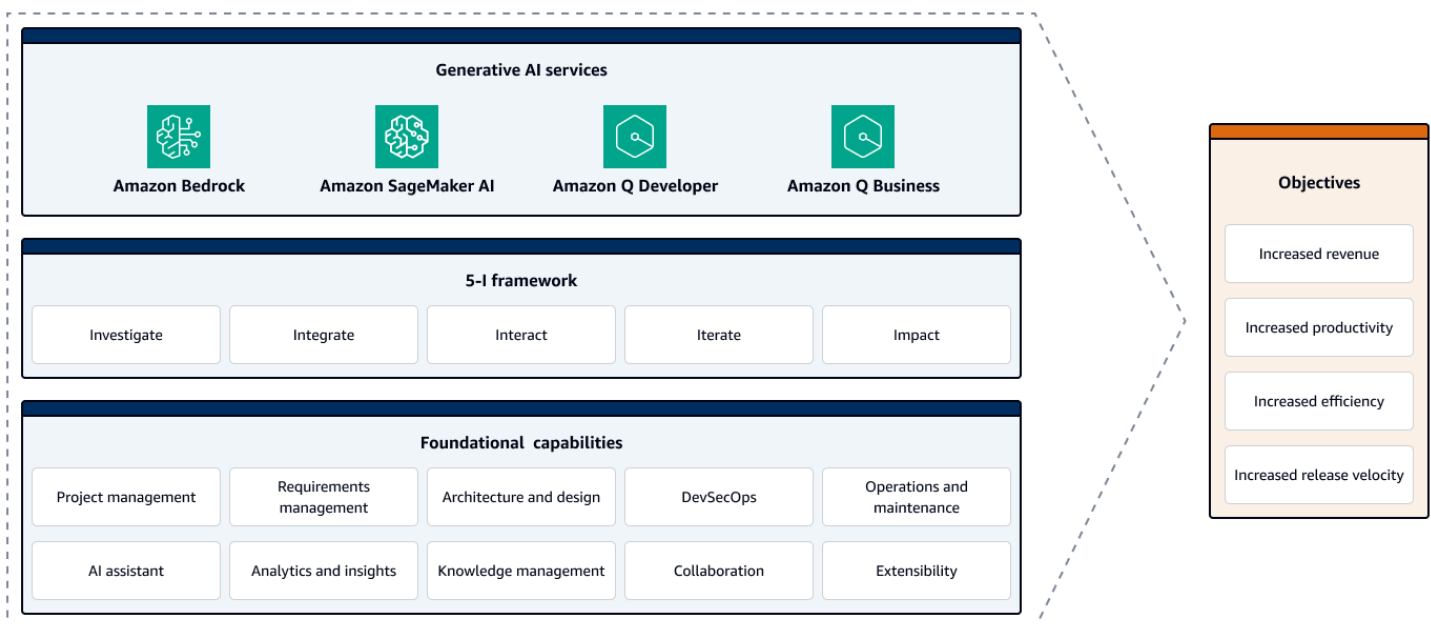 Generative AI services
Amazon Bedrock
Amazon SageMaker AI
Amazon Q Developer
Amazon Q Business
5-I framework
Investigate
Integrate
Interact
Iterate
Impact
Foundational capabilities
Project management
Requirements
management
Architecture and design
DevSecOps
Operations and
maintenance
AI assistant
Analytics and insights
Knowledge management
Collaboration
Extensibility
Objectives
Increased revenue
Increased productivity
Increased efficiency
Increased release velocity